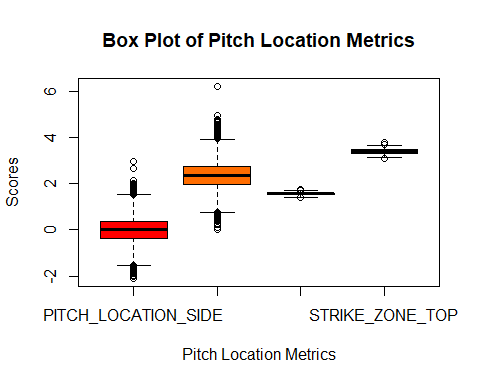 Box Plot of Pitch Location Metrics
Scores
6
4
2
0
-2
PITCH_LOCATION_SIDE STRIKE_ZONE_TOP
Pitch Location Metrics